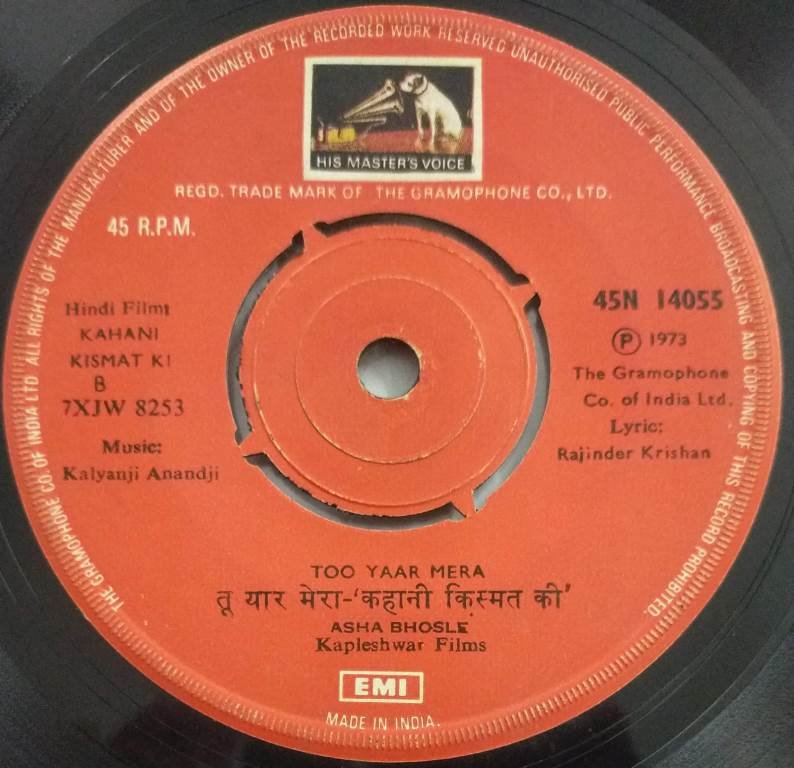 THE GRAMOPHONE CO. OF INDIA LTD ALL RIGHTS OF THE MANUFACTURER AND OF THE OWNER OF THE RECORDED WORK RESERVED UNAUTHORISED PUBLIC PERFORMANCE BROADCASTING AND COPYING OF THIS RECORD PROHIBITED.
HIS MASTER'S VOICE
REGD. TRADE MARK OF THE GRAMOPHONE CO., LTD.
45 R.P.M.
Hindi Film:
KAHANI
KISMAT KI
B
7XJW 8253
Music:
Kalyanji Anandji
45N 14055
Ⓟ 1973
The Gramophone
Co. of India Ltd.
Lyric:
Rajinder Krishan
TOO YAAR MERA
तू यार मेरा-'कहानी किस्मत की'
ASHA BHOSLE
Kapleshwar Films
EMI
MADE IN INDIA.